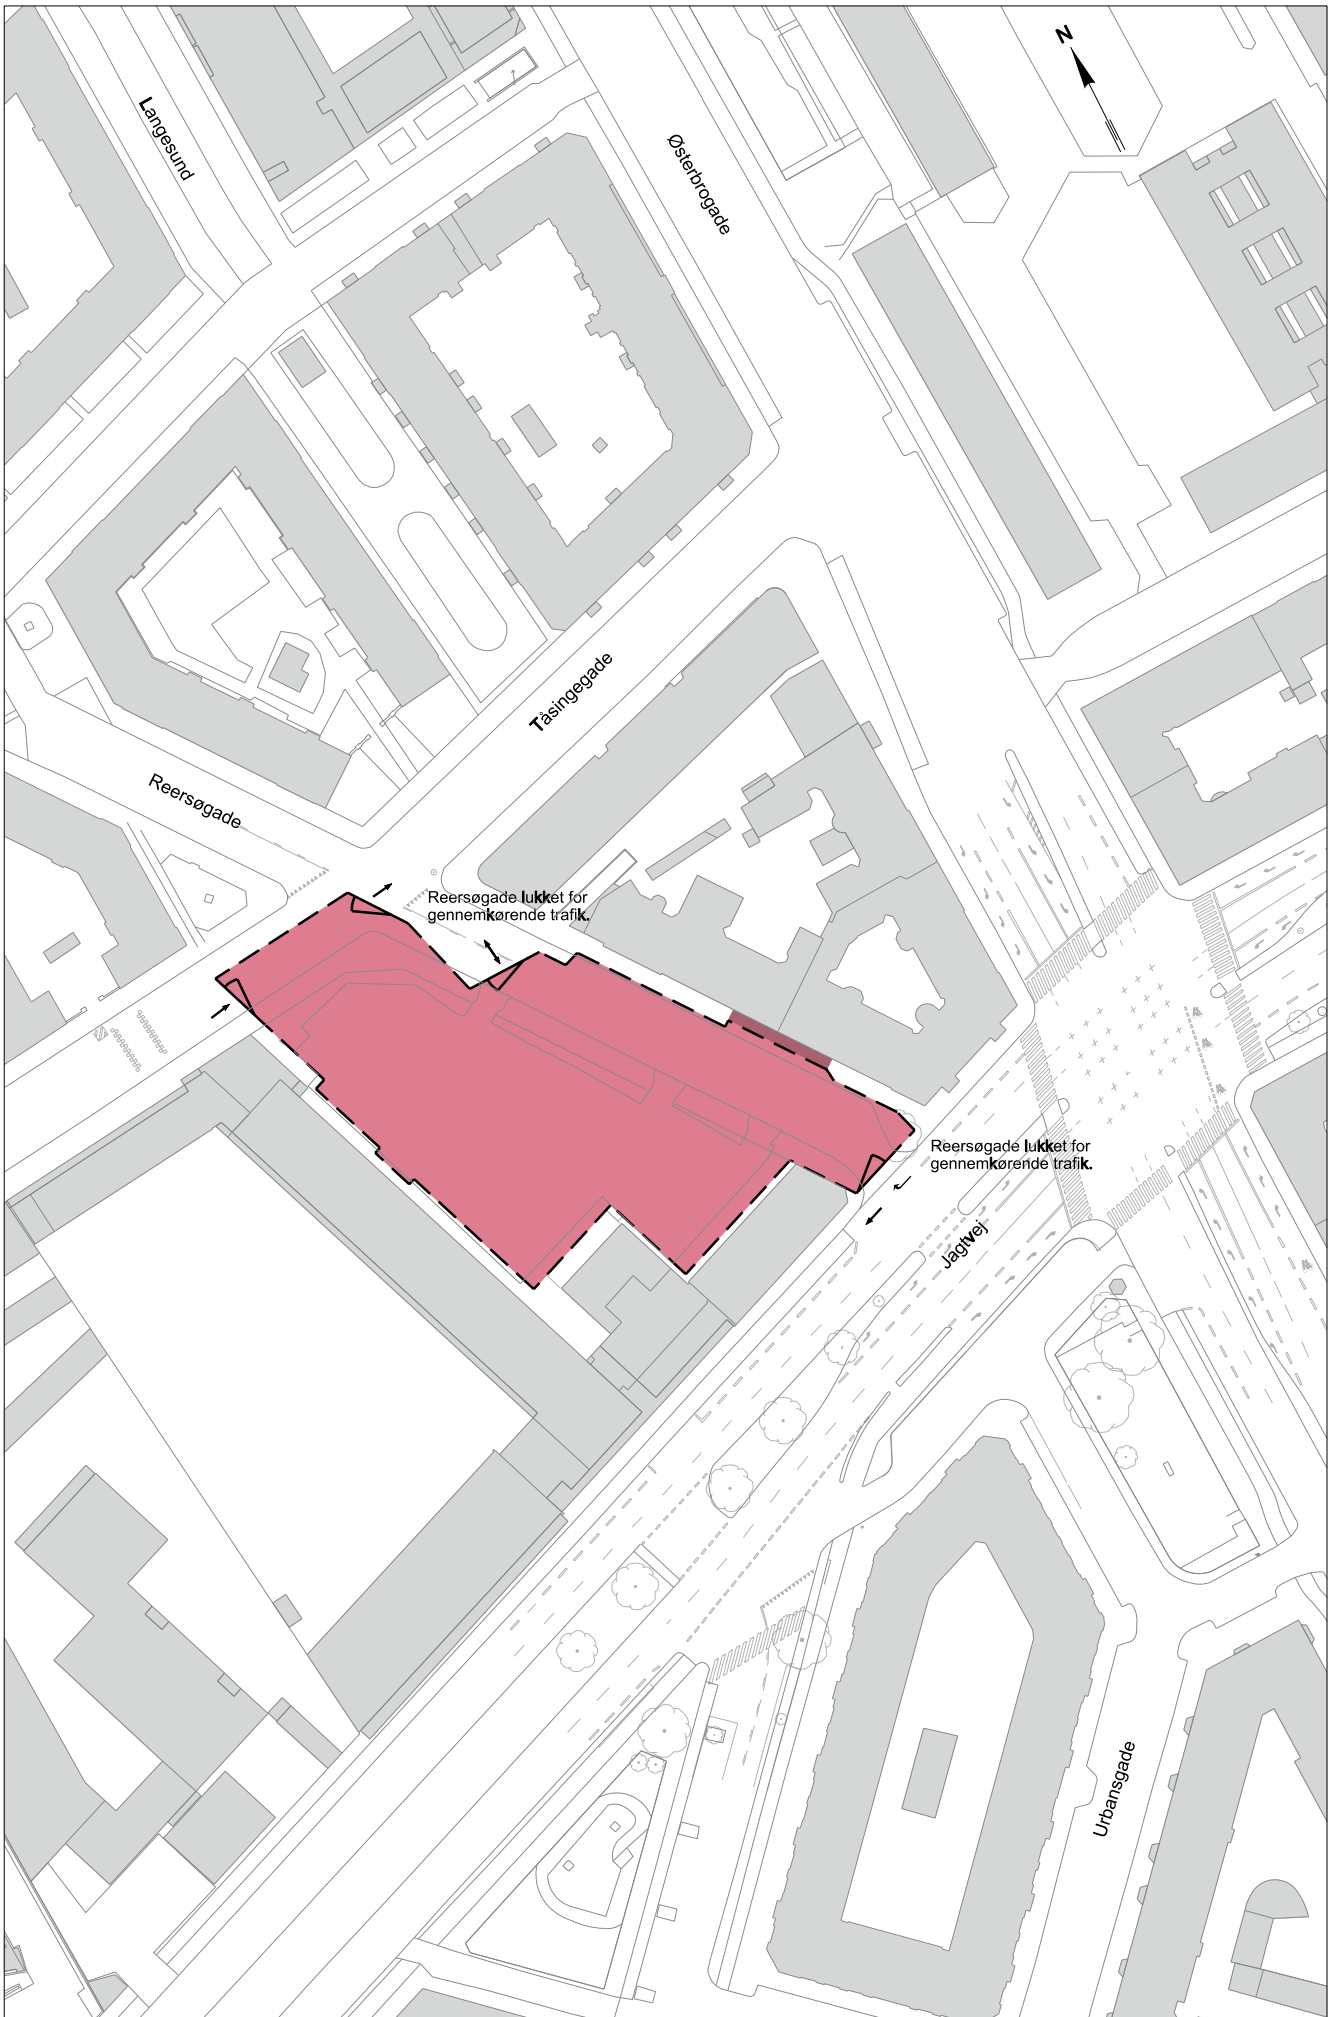 N
Langesund
Østerbrogade
Tåsingegade
Reersøgade
Reersøgade lukket for
gennemkørende trafik.
Reersøgade lukket for
gennemkørende trafik.
Jagtvej
Urbansgade